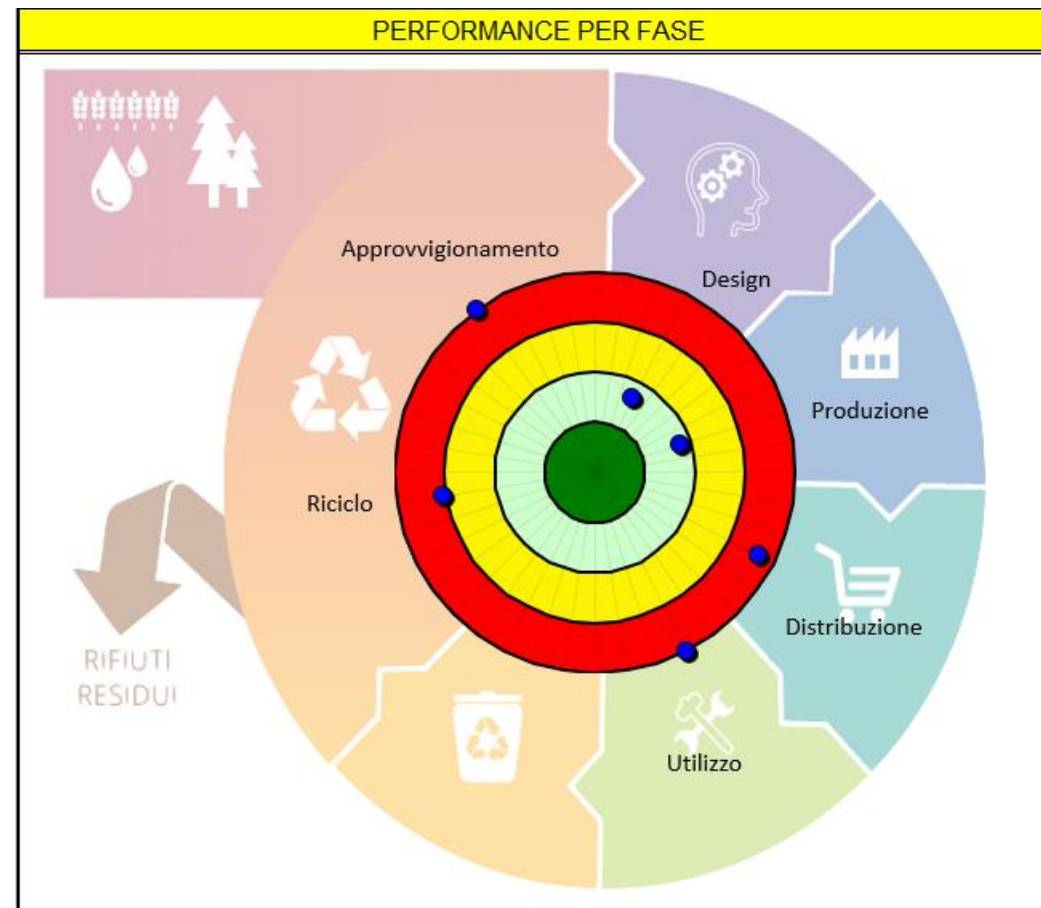 PERFORMANCE PER FASE
Approvvigionamento
Design
Produzione
Riciclo
Distribuzione
RIFIUTI
RESIDUI
Utilizzo